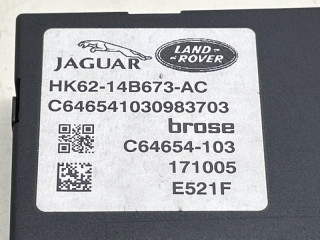 JAGUAR
LAND-
ROVER
HK62-14B673-AC
C646541030983703
brose
C64654-103
171005
E521F